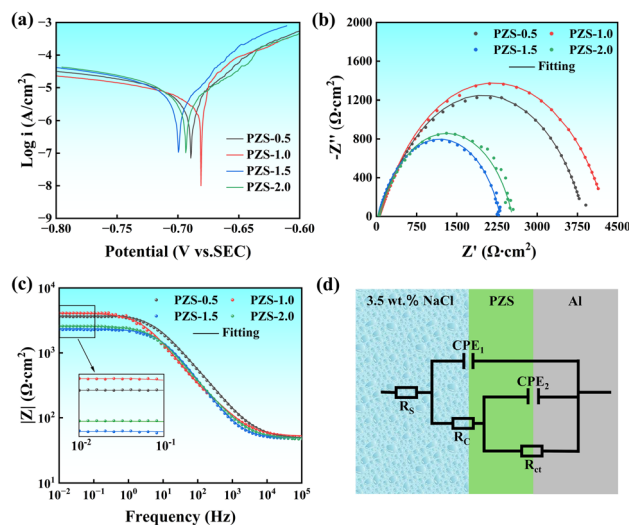 (a)
-3
-4
-5
-6
-7
-8
-9
Log i (A/cm²)
PZS-0.5
PZS-1.0
PZS-1.5
PZS-2.0
-0.80
-0.75
-0.70
-0.65
-0.60
Potential (V vs.SEC)
(b)
2000
1600
1200
800
400
0
-Z'' (Ω·cm²)
PZS-0.5
PZS-1.0
PZS-1.5
PZS-2.0
Fitting
0
750
1500
2250
3000
3750
4500
Z' (Ω·cm²)
(c)
10⁴
10³
10²
10¹
|Z| (Ω·cm²)
PZS-0.5
PZS-1.0
PZS-1.5
PZS-2.0
Fitting
10⁻²
10⁻¹
10⁻²
10⁻¹
10⁰
10¹
10²
10³
10⁴
10⁵
Frequency (Hz)
(d)
3.5 wt.% NaCl
PZS
Al
CPE₁
CPE₂
R_S
R_C
R_ct